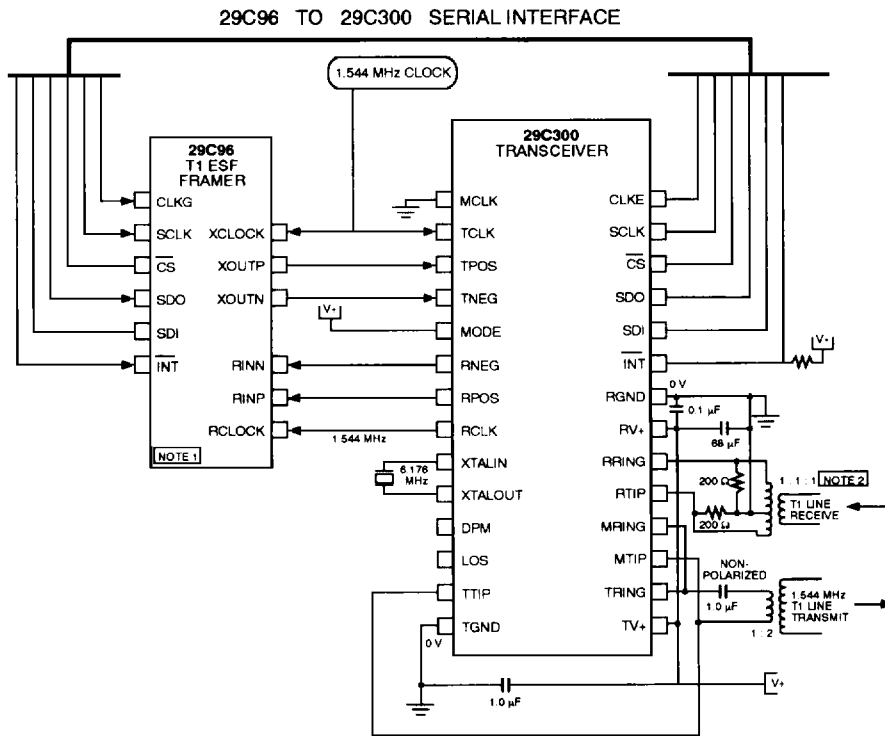 29C96 TO 29C300 SERIAL INTERFACE
1.544 MHz CLOCK
29C96
T1 ESF
FRAMER
CLKG
SCLK
CS
SDO
SDI
INT
XCLOCK
XOUTP
XOUTN
RINN
RINP
RCLOCK
NOTE 1
V+
1.544 MHz
6.176
MHz
29C300
TRANSCEIVER
MCLK
TCLK
TPOS
TNEG
MODE
RNEG
RPOS
RCLK
XTALIN
XTALOUT
DPM
LOS
TTIP
TGND
0 V
CLKE
SCLK
CS
SDO
SDI
INT
RGND
RV+
RRING
RTIP
MRING
MTIP
TRING
TV+
V+
0 V
0.1 µF
68 µF
200 Ω
200 Ω
1 : 1 : 1 NOTE 2
T1 LINE
RECEIVE
NON-
POLARIZED
1.0 µF
1.544 MHz
T1 LINE
TRANSMIT
1 : 2
1.0 µF
V+